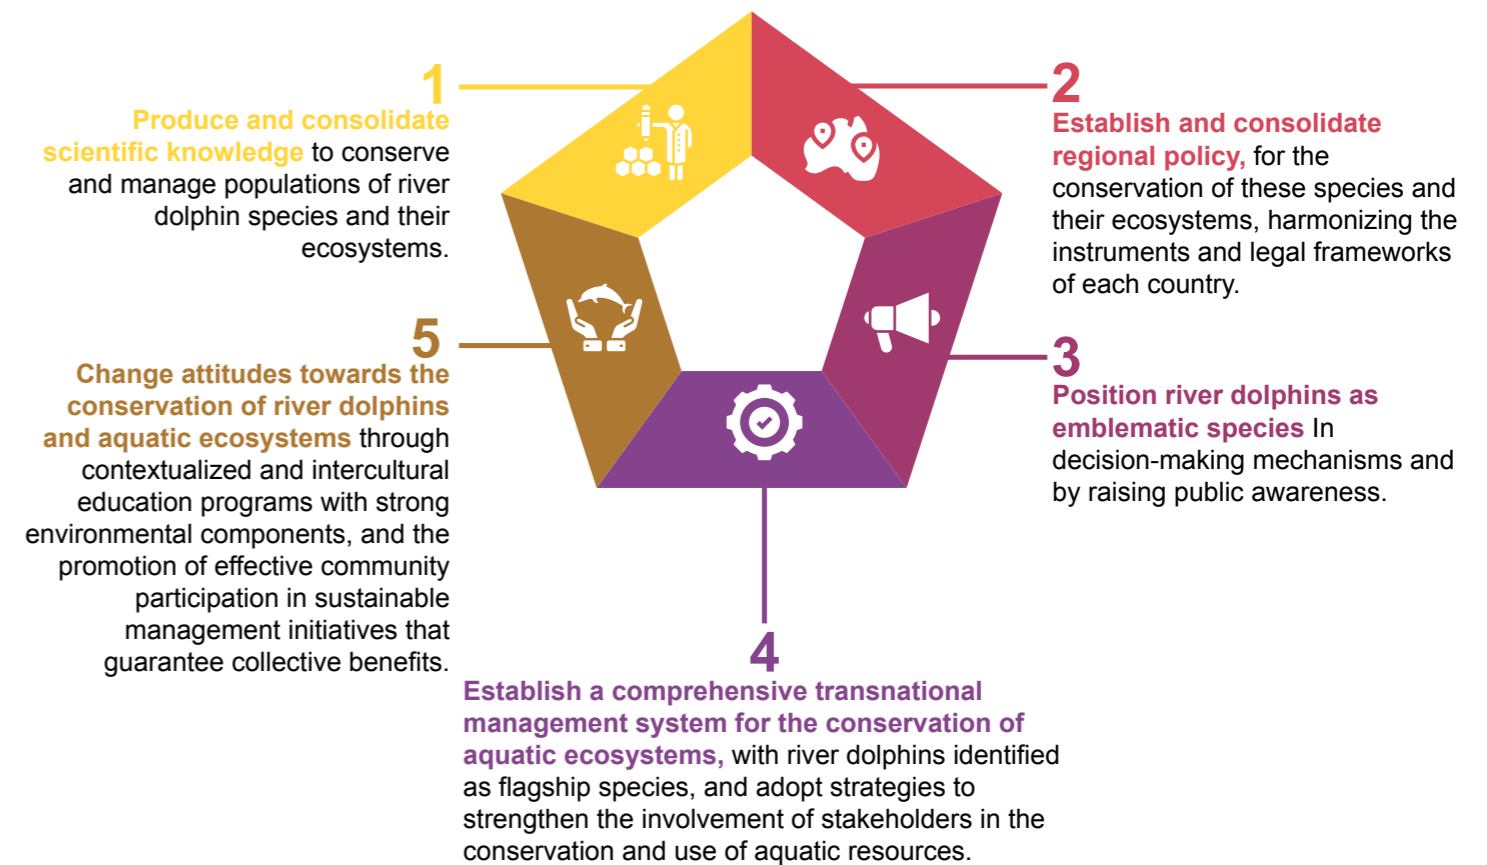 1
Produce and consolidate
scientific knowledge to conserve
and manage populations of river
dolphin species and their
ecosystems.
2
Establish and consolidate
regional policy, for the
conservation of these species and
their ecosystems, harmonizing the
instruments and legal frameworks
of each country.
3
Position river dolphins as
emblematic species In
decision-making mechanisms and
by raising public awareness.
4
Establish a comprehensive transnational
management system for the conservation of
aquatic ecosystems, with river dolphins identified
as flagship species, and adopt strategies to
strengthen the involvement of stakeholders in the
conservation and use of aquatic resources.
5
Change attitudes towards the
conservation of river dolphins
and aquatic ecosystems through
contextualized and intercultural
education programs with strong
environmental components, and the
promotion of effective community
participation in sustainable
management initiatives that
guarantee collective benefits.